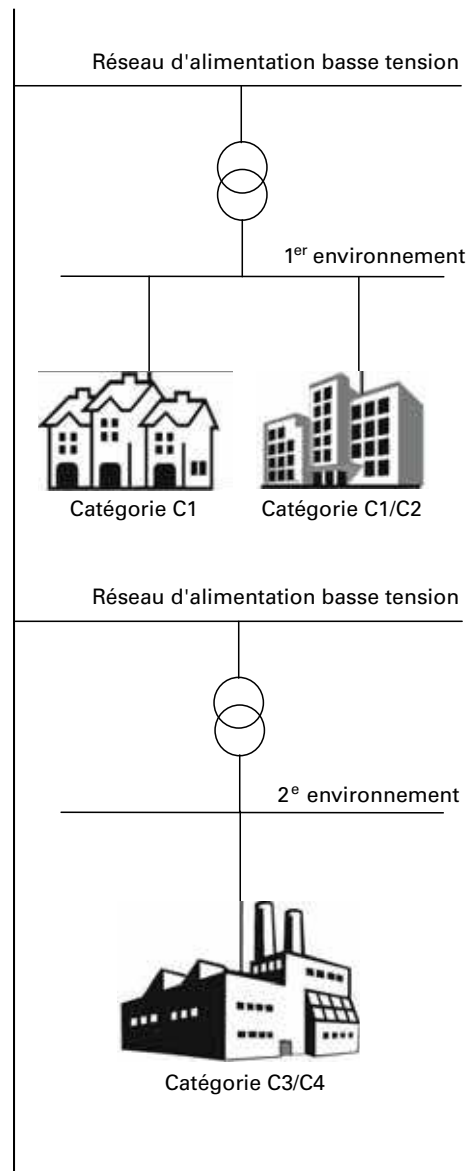 Réseau d'alimentation basse tension
1er environnement
Catégorie C1
Catégorie C1/C2
Réseau d'alimentation basse tension
2e environnement
Catégorie C3/C4